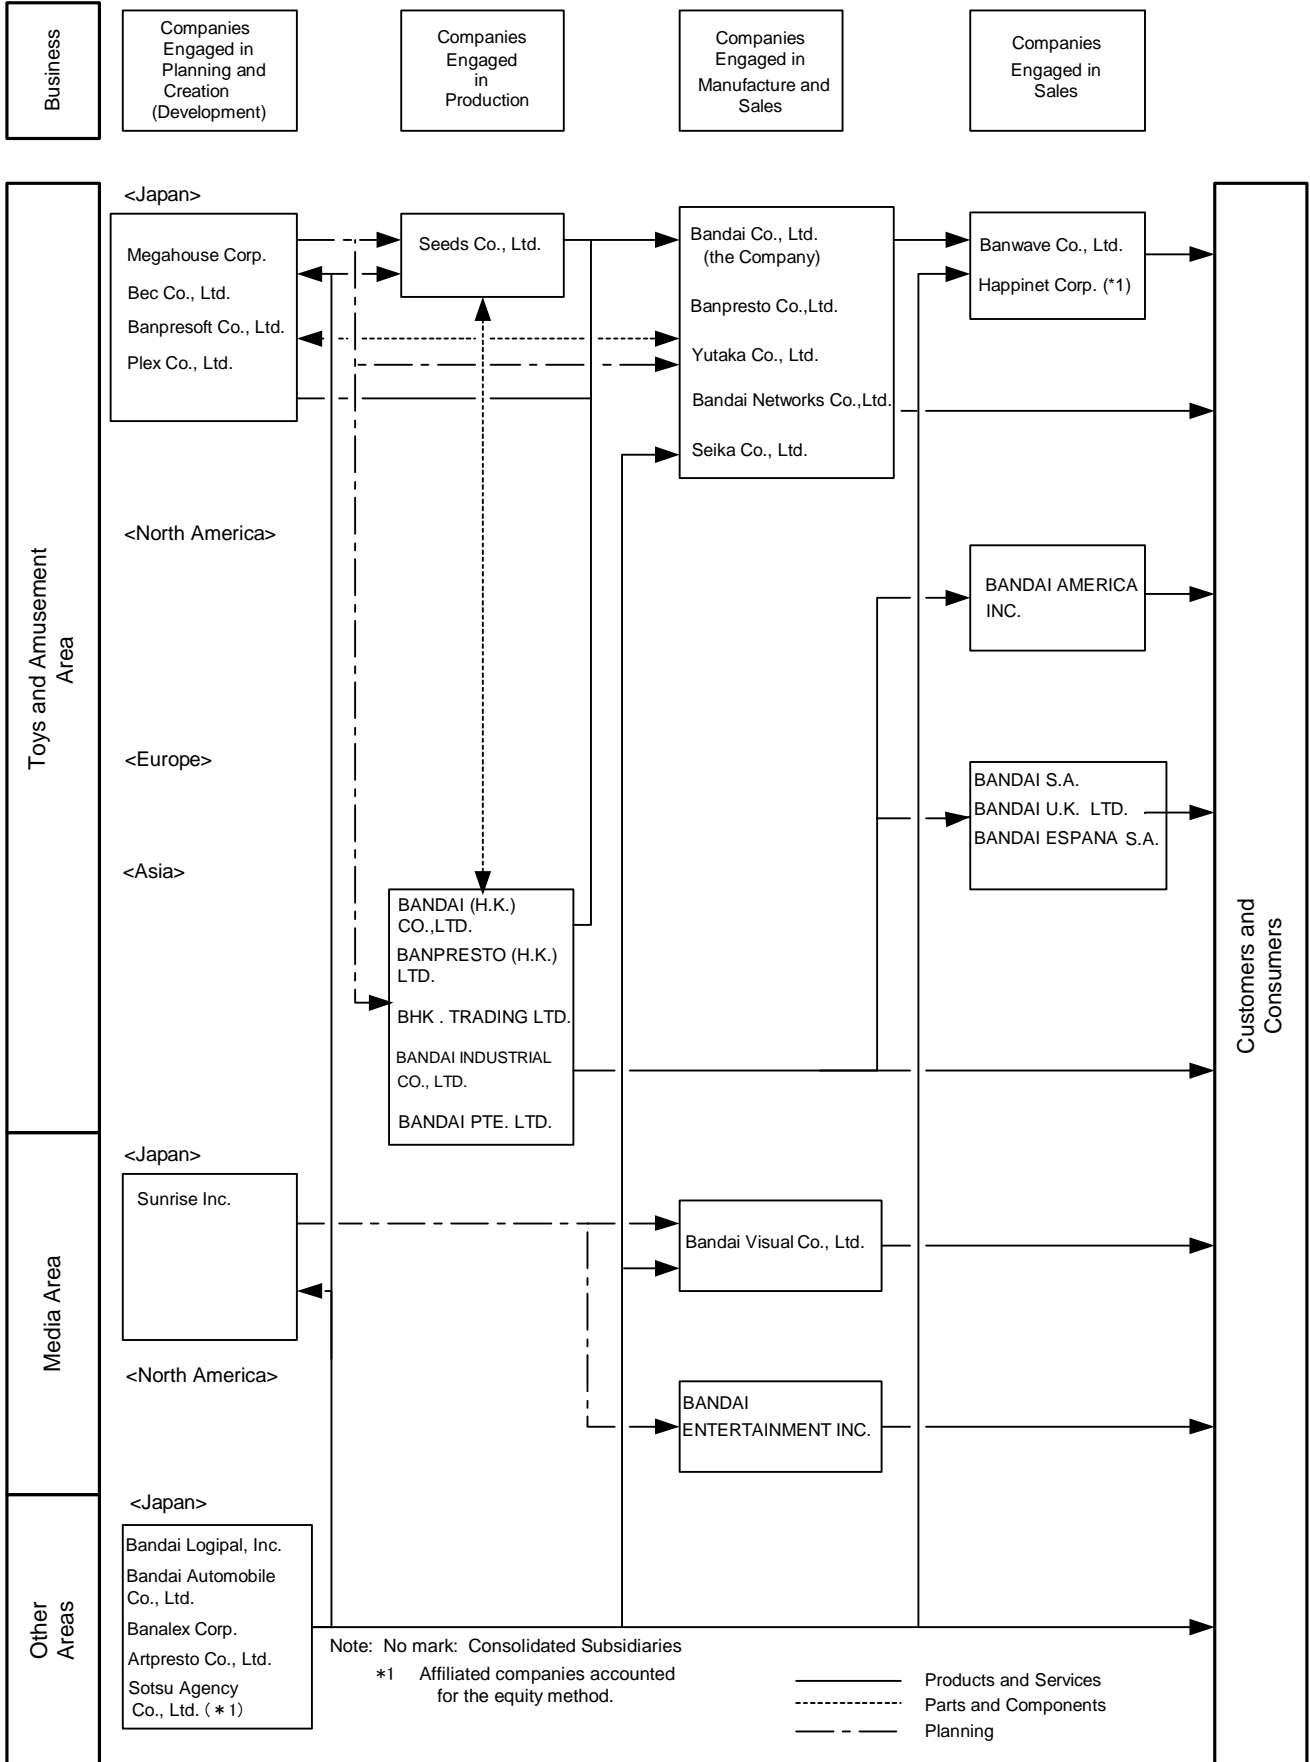 Business
Companies
Engaged in
Planning and
Creation
(Development)
Companies
Engaged
in
Production
Companies
Engaged in
Manufacture and
Sales
Companies
Engaged in
Sales
Toys and Amusement
Area
<Japan>
Megahouse Corp.
Bec Co., Ltd.
Banpresoft Co., Ltd.
Plex Co., Ltd.
Seeds Co., Ltd.
Bandai Co., Ltd.
(the Company)
Banpresto Co.,Ltd.
Yutaka Co., Ltd.
Bandai Networks Co.,Ltd.
Seika Co., Ltd.
Banwave Co., Ltd.
Happinet Corp. (*1)
<North America>
BANDAI AMERICA
INC.
<Europe>
BANDAI S.A.
BANDAI U.K. LTD.
BANDAI ESPANA S.A.
<Asia>
BANDAI (H.K.)
CO.,LTD.
BANPRESTO (H.K.)
LTD.
BHK . TRADING LTD.
BANDAI INDUSTRIAL
CO., LTD.
BANDAI PTE. LTD.
Customers and
Consumers
Media Area
<Japan>
Sunrise Inc.
Bandai Visual Co., Ltd.
<North America>
BANDAI
ENTERTAINMENT INC.
Other
Areas
<Japan>
Bandai Logipal, Inc.
Bandai Automobile
Co., Ltd.
Banalex Corp.
Artpresto Co., Ltd.
Sotsu Agency
Co., Ltd. (*1)
Note: No mark: Consolidated Subsidiaries
*1 Affiliated companies accounted
for the equity method.
Products and Services
Parts and Components
Planning